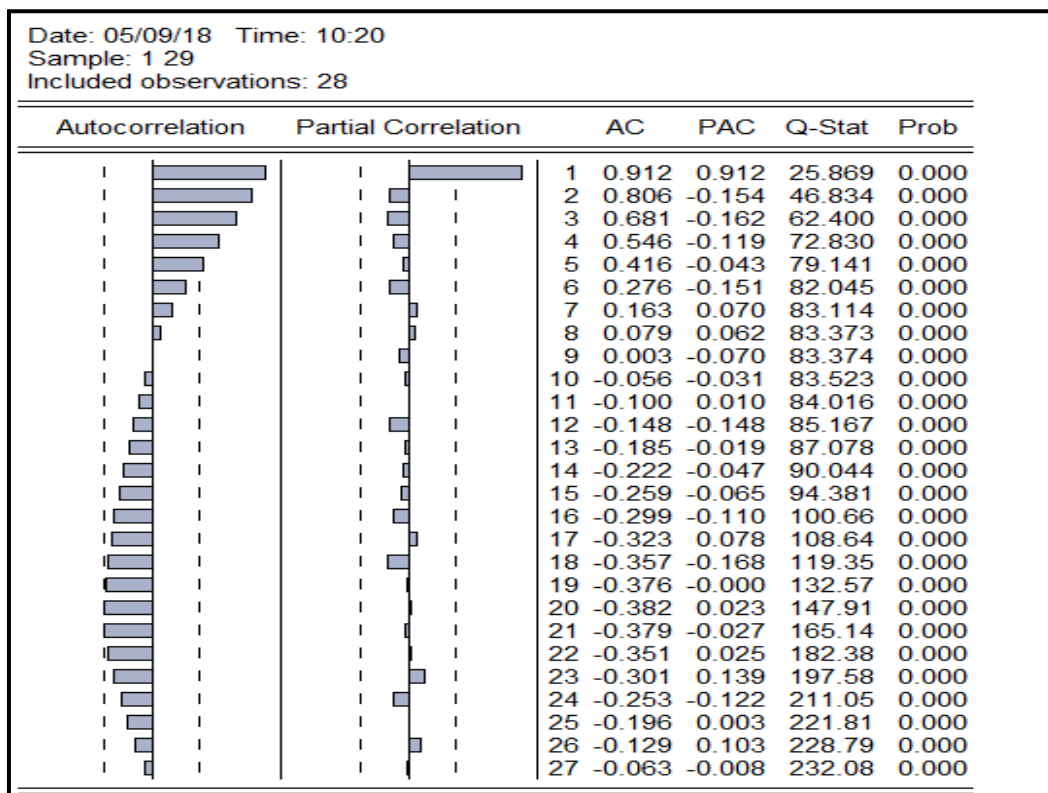 Date: 05/09/18 Time: 10:20
Sample: 1 29
Included observations: 28
Autocorrelation Partial Correlation AC PAC Q-Stat Prob
1 0.912 0.912 25.869 0.000
2 0.806 -0.154 46.834 0.000
3 0.681 -0.162 62.400 0.000
4 0.546 -0.119 72.830 0.000
5 0.416 -0.043 79.141 0.000
6 0.276 -0.151 82.045 0.000
7 0.163 0.070 83.114 0.000
8 0.079 0.062 83.373 0.000
9 0.003 -0.070 83.374 0.000
10 -0.056 -0.031 83.523 0.000
11 -0.100 0.010 84.016 0.000
12 -0.148 -0.148 85.167 0.000
13 -0.185 -0.019 87.078 0.000
14 -0.222 -0.047 90.044 0.000
15 -0.259 -0.065 94.381 0.000
16 -0.299 -0.110 100.66 0.000
17 -0.323 0.078 108.64 0.000
18 -0.357 -0.168 119.35 0.000
19 -0.376 -0.000 132.57 0.000
20 -0.382 0.023 147.91 0.000
21 -0.379 -0.027 165.14 0.000
22 -0.351 0.025 182.38 0.000
23 -0.301 0.139 197.58 0.000
24 -0.253 -0.122 211.05 0.000
25 -0.196 0.003 221.81 0.000
26 -0.129 0.103 228.79 0.000
27 -0.063 -0.008 232.08 0.000